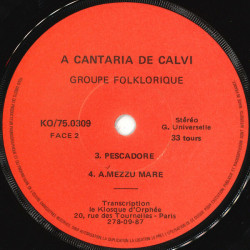 A CANTARIA DE CALVI
GROUPE FOLKLORIQUE
KO/75.0309
FACE 2
Stéréo
G. Universelle
33 tours
3. PESCADORE
4. A.MEZZU MARE
Transcription
le Kiosque d'Orphée
20, rue des Tournelles - Paris
278-09-87